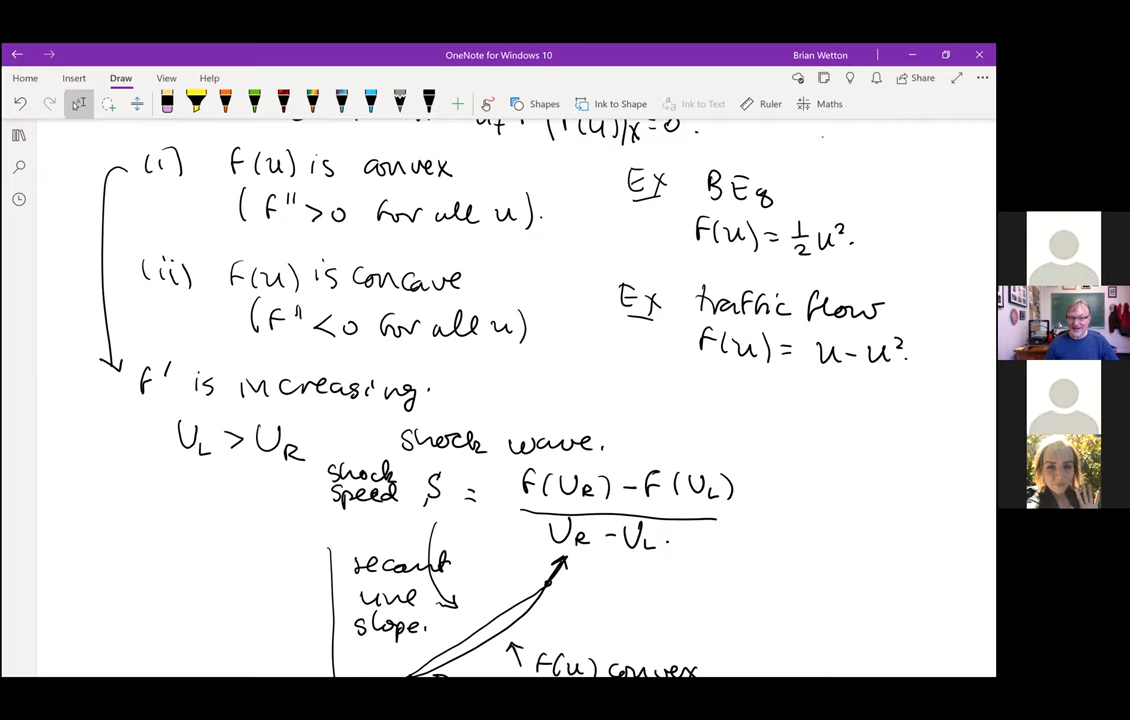 OneNote for Windows 10
Brian Wetton
Home Insert Draw View Help
Share
Shapes
Ink to Shape
Ink to Text
Ruler
Maths
(F(u))x=0.
(i) F(u) is convex
(F">0 for all u).
Ex BEq
F(u)=½u².
(ii) F(u) is concave
(F"<0 for all u)
Ex traffic flow
F(u)= u-u².
F' is increasing.
UL > UR shock wave.
shock
speed S = F(UR)-F(UL)
UR-UL.
secant
line
slope.
F(u) convex